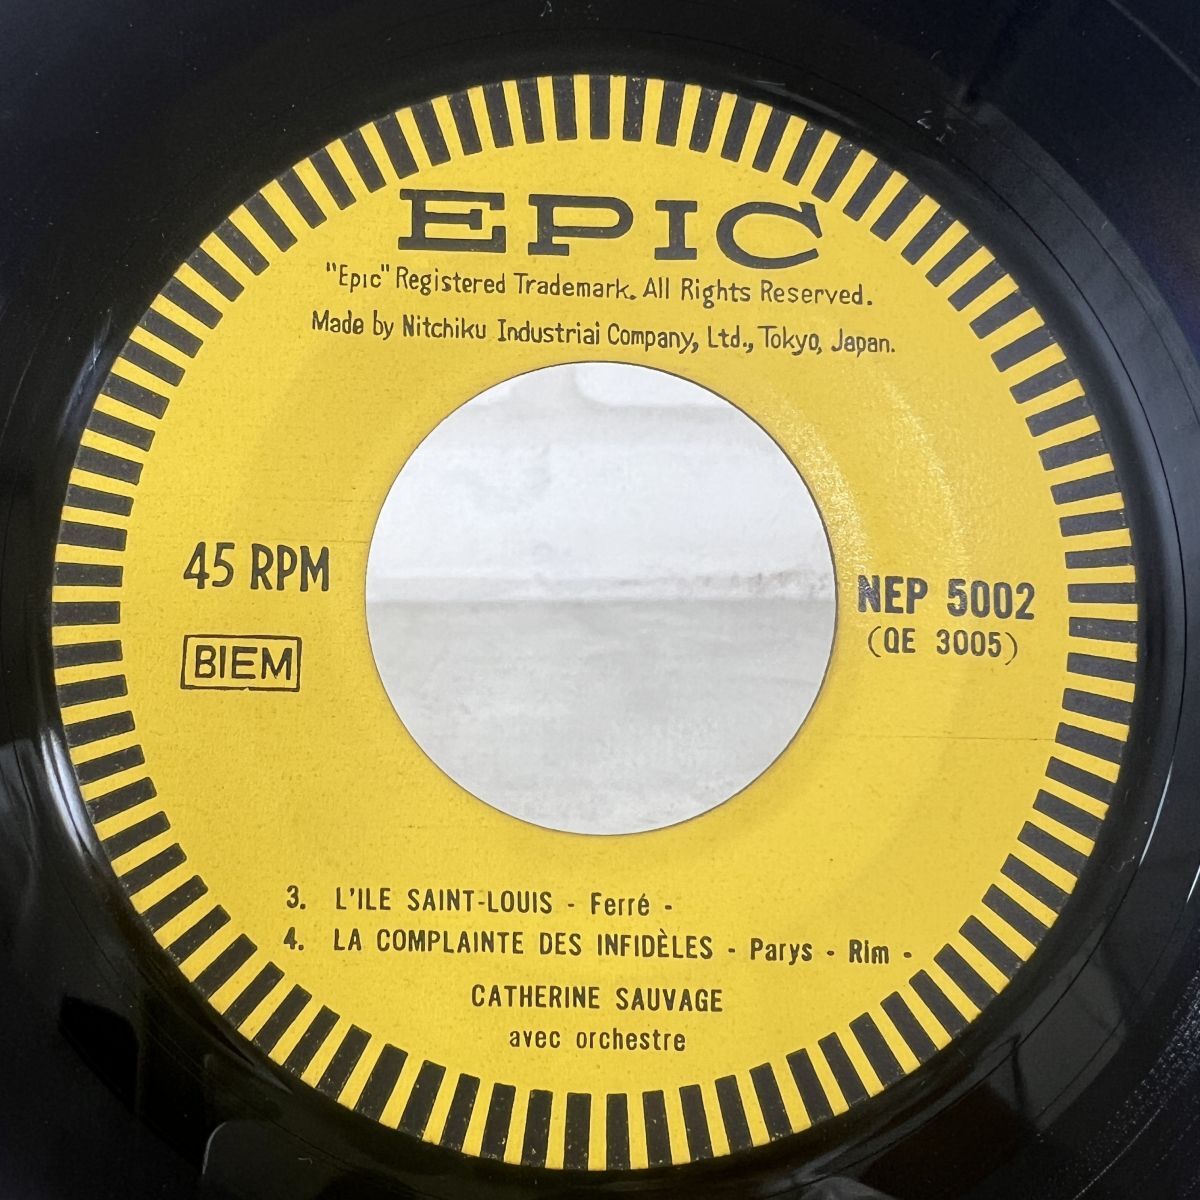 EPIC
"Epic" Registered Trademark. All Rights Reserved.
Made by Nitchiku Industriai Company, Ltd., Tokyo, Japan.
45 RPM
BIEM
NEP 5002
(QE 3005)
3. L'ILE SAINT-LOUIS - Ferré -
4. LA COMPLAINTE DES INFIDÈLES - Parys - Rim -
CATHERINE SAUVAGE
avec orchestre